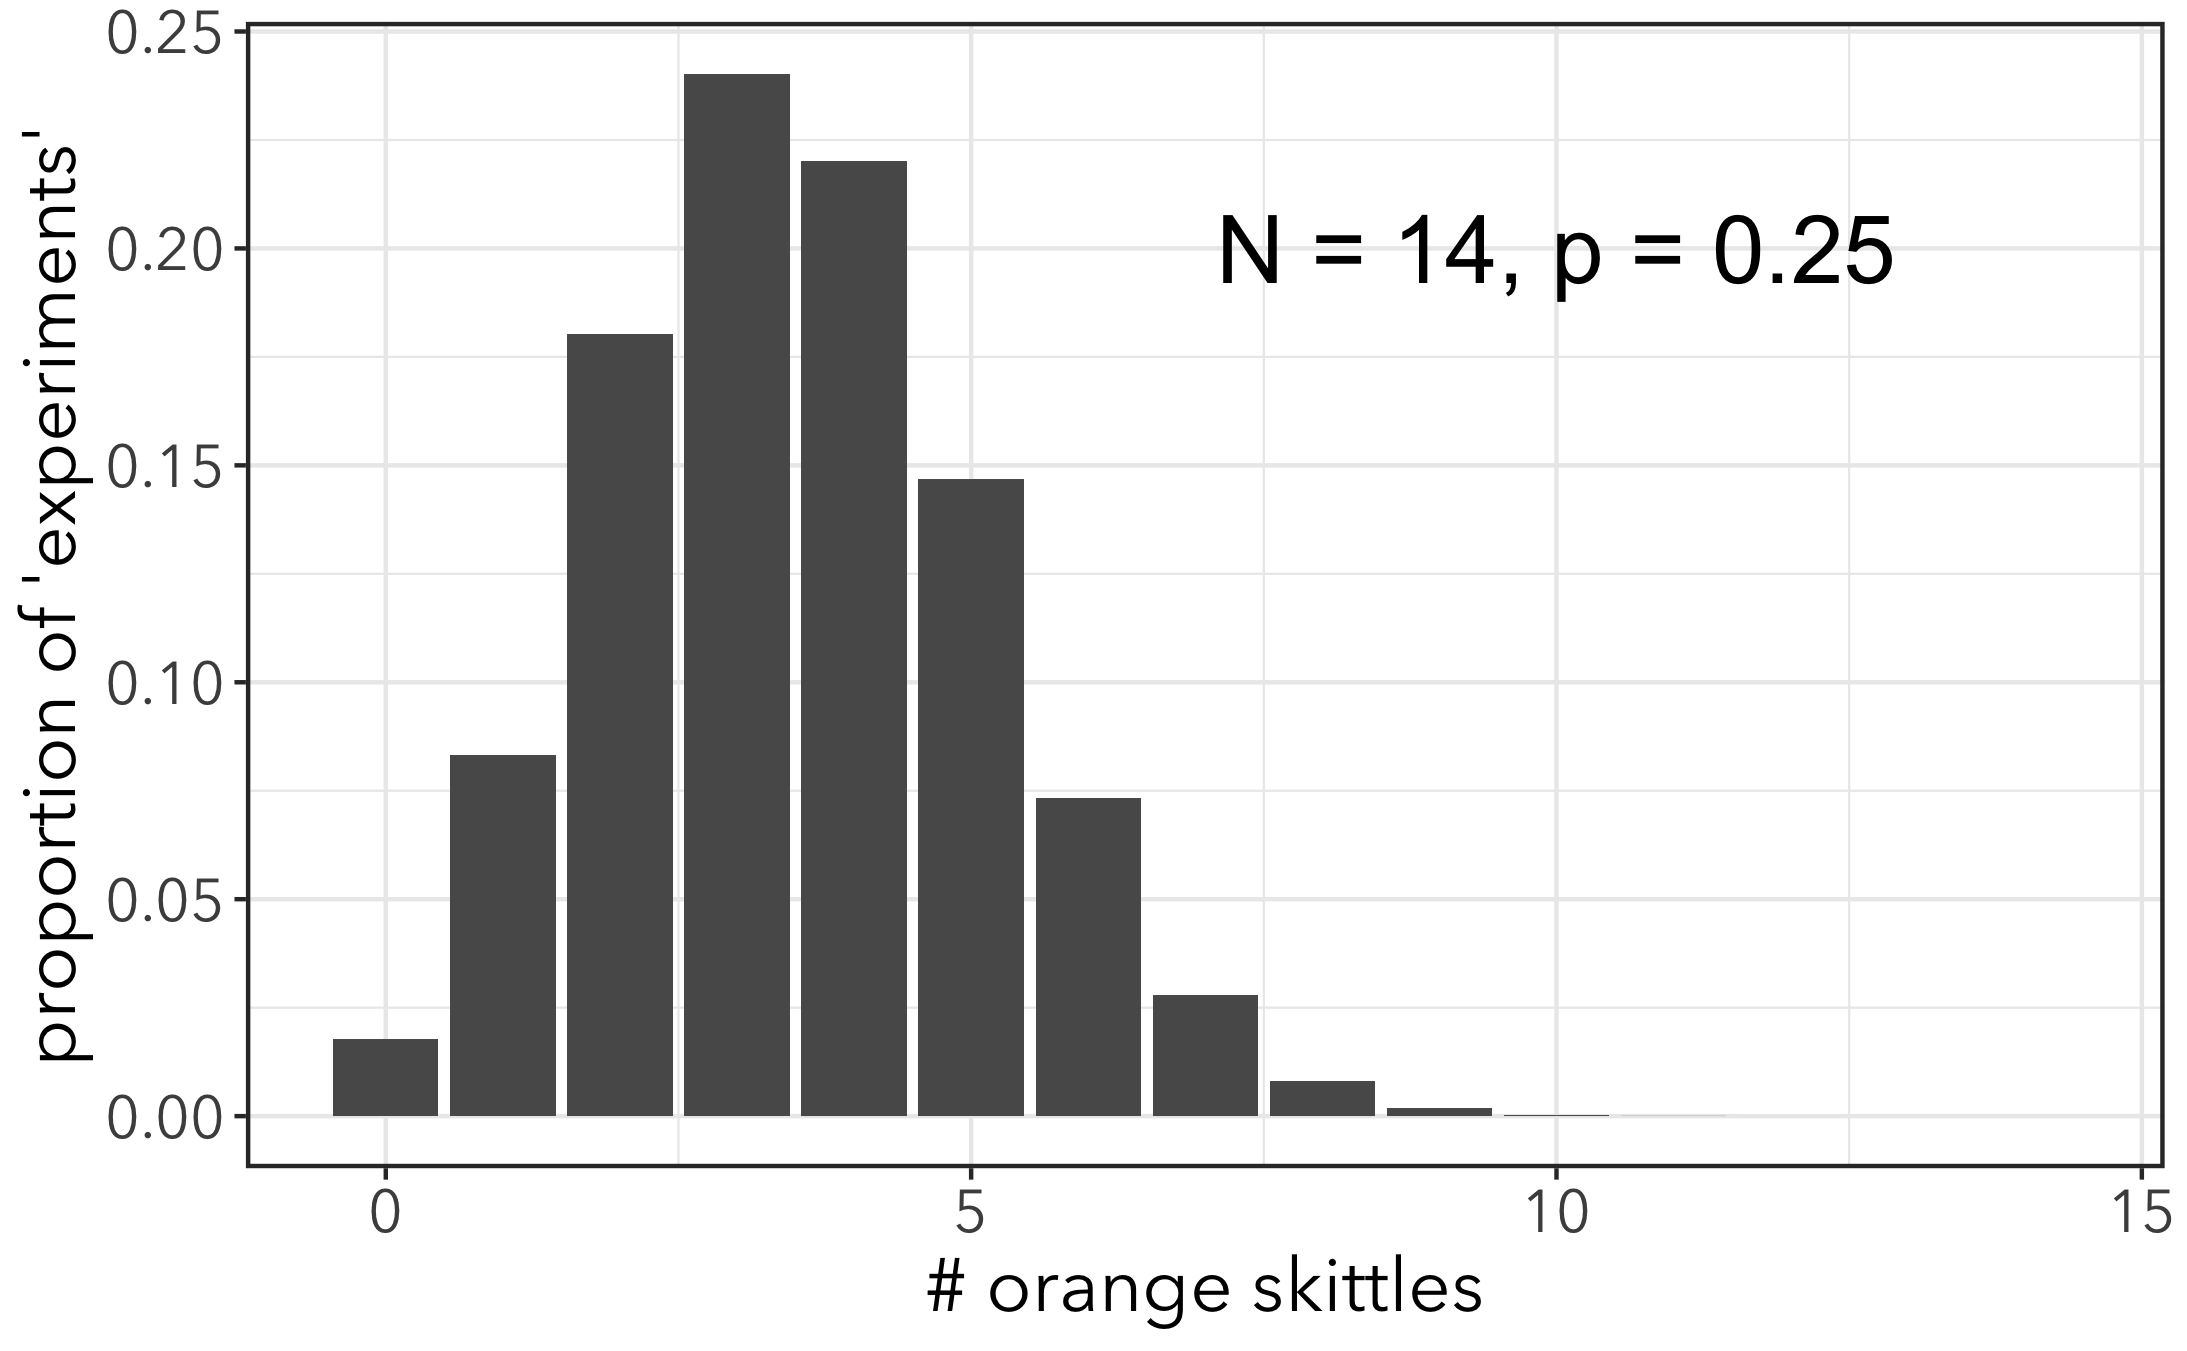 proportion of 'experiments'
0.25
0.20
0.15
0.10
0.05
0.00
N = 14, p = 0.25
0 5 10 15
# orange skittles